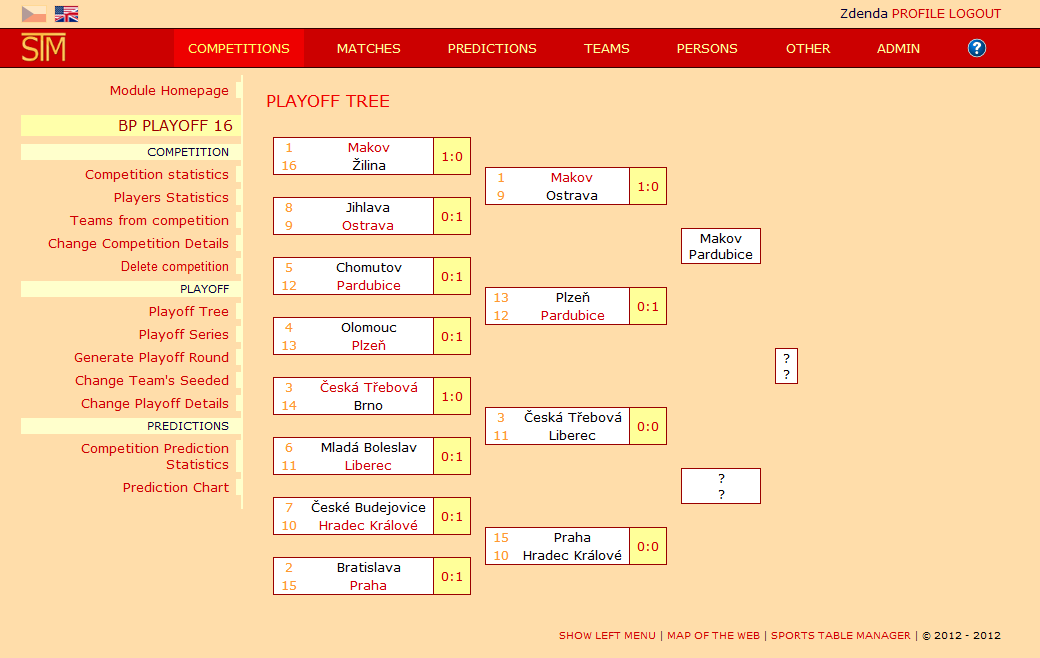 Zdenda PROFILE LOGOUT
STM COMPETITIONS MATCHES PREDICTIONS TEAMS PERSONS OTHER ADMIN ?
Module Homepage
BP PLAYOFF 16
COMPETITION
Competition statistics
Players Statistics
Teams from competition
Change Competition Details
Delete competition
PLAYOFF
Playoff Tree
Playoff Series
Generate Playoff Round
Change Team's Seeded
Change Playoff Details
PREDICTIONS
Competition Prediction
Statistics
Prediction Chart
PLAYOFF TREE
1 Makov 1:0
16 Žilina
8 Jihlava 0:1
9 Ostrava
5 Chomutov 0:1
12 Pardubice
4 Olomouc 0:1
13 Plzeň
3 Česká Třebová 1:0
14 Brno
6 Mladá Boleslav 0:1
11 Liberec
7 České Budejovice 0:1
10 Hradec Králové
2 Bratislava 0:1
15 Praha
1 Makov 1:0
9 Ostrava
13 Plzeň 0:1
12 Pardubice
3 Česká Třebová 0:0
11 Liberec
15 Praha 0:0
10 Hradec Králové
Makov
Pardubice
?
?
?
?
SHOW LEFT MENU | MAP OF THE WEB | SPORTS TABLE MANAGER | © 2012 - 2012